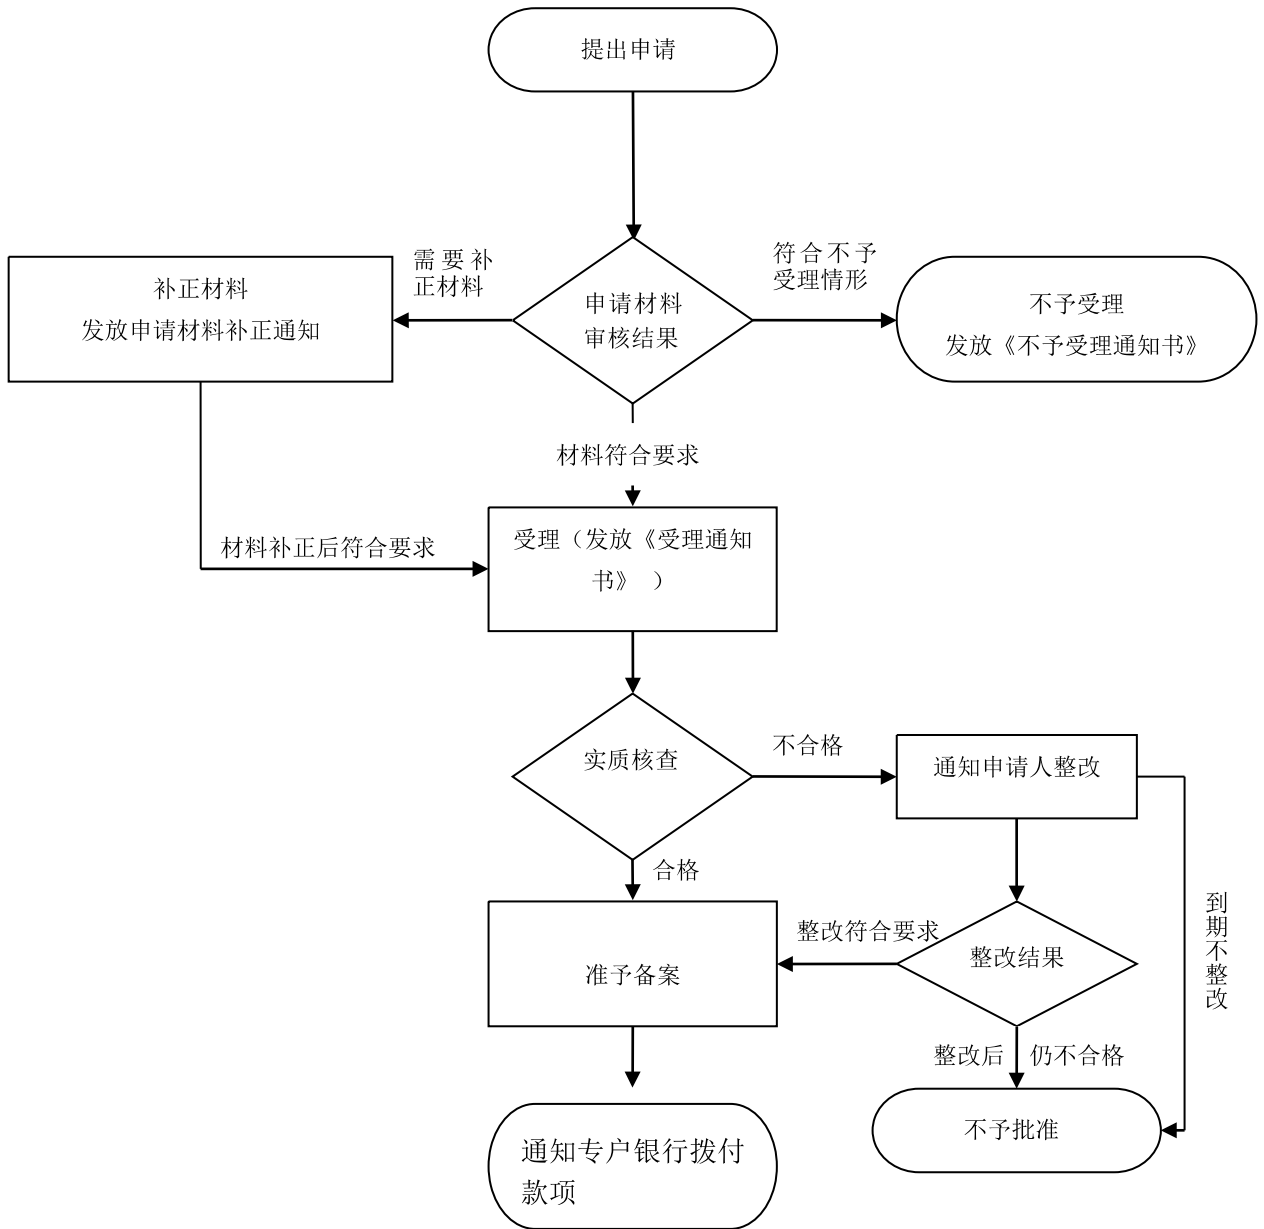 提出申请
需要补
正材料
符合不予
受理情形
补正材料
发放申请材料补正通知
申请材料
审核结果
不予受理
发放《不予受理通知书》
材料符合要求
材料补正后符合要求
受理（发放《受理通知
书》 ）
实质核查
不合格
通知申请人整改
合格
到期不整改
整改符合要求
整改结果
准予备案
整改后 仍不合格
不予批准
通知专户银行拨付
款项